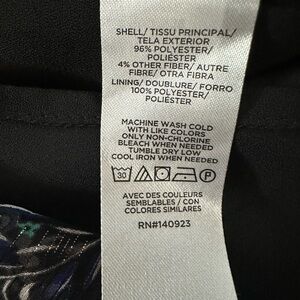 SHELL/ TISSU PRINCIPAL/
TELA EXTERIOR
96% POLYESTER/
POLIÉSTER
4% OTHER FIBER/ AUTRE
FIBRE/ OTRA FIBRA
LINING/ DOUBLURE/ FORRO
100% POLYESTER/
POLIÉSTER
MACHINE WASH COLD
WITH LIKE COLORS
ONLY NON-CHLORINE
BLEACH WHEN NEEDED
TUMBLE DRY LOW
COOL IRON WHEN NEEDED
30 P
AVEC DES COULEURS
SEMBLABLES / CON
COLORES SIMILARES
RN#140923